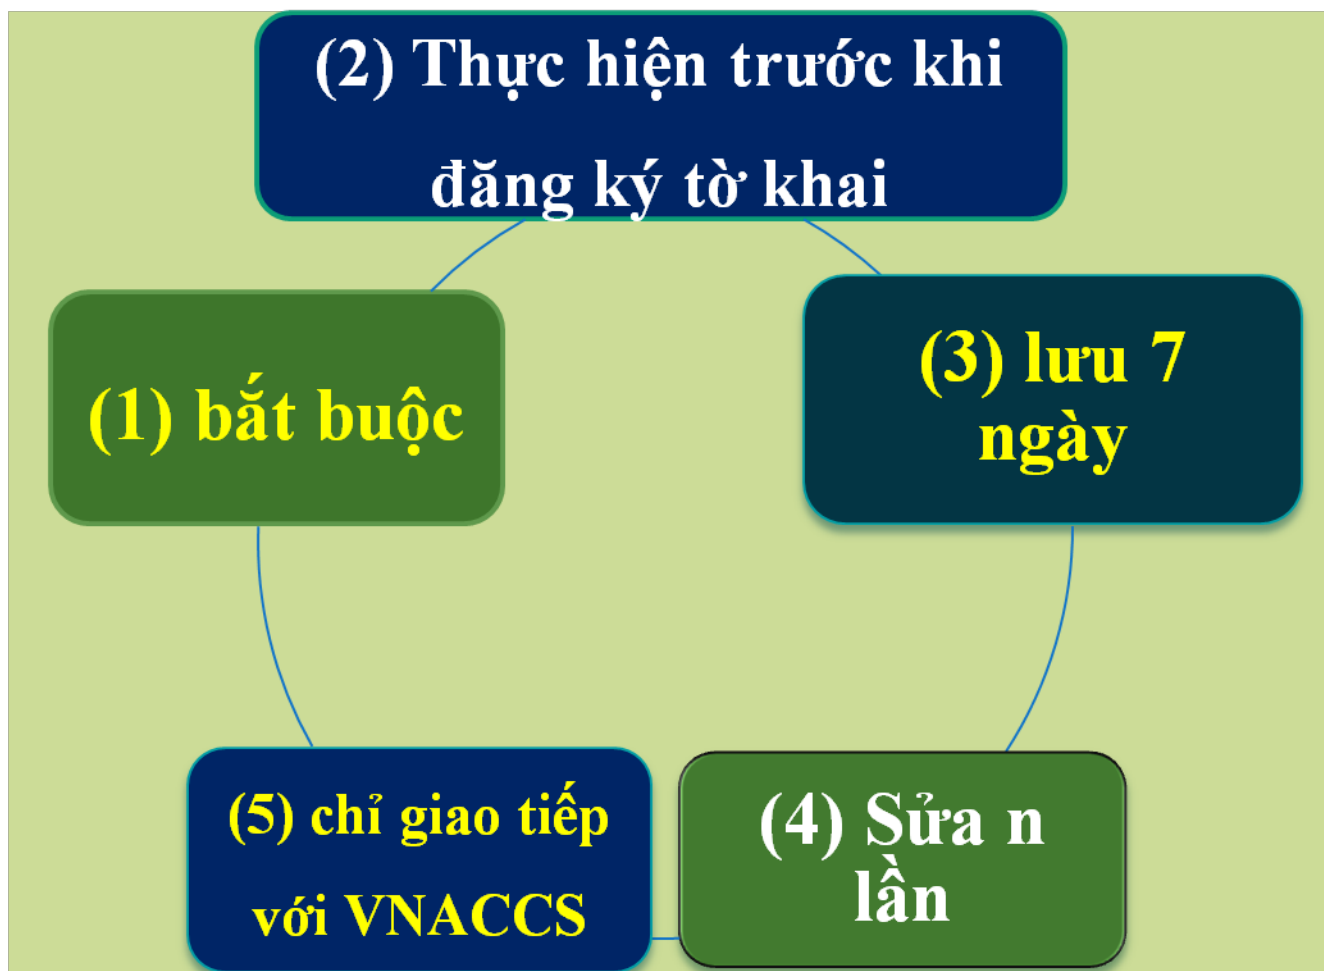 (2) Thực hiện trước khi
đăng ký tờ khai
(1) bắt buộc
(3) lưu 7
ngày
(5) chỉ giao tiếp
với VNACCS
(4) Sửa n
lần